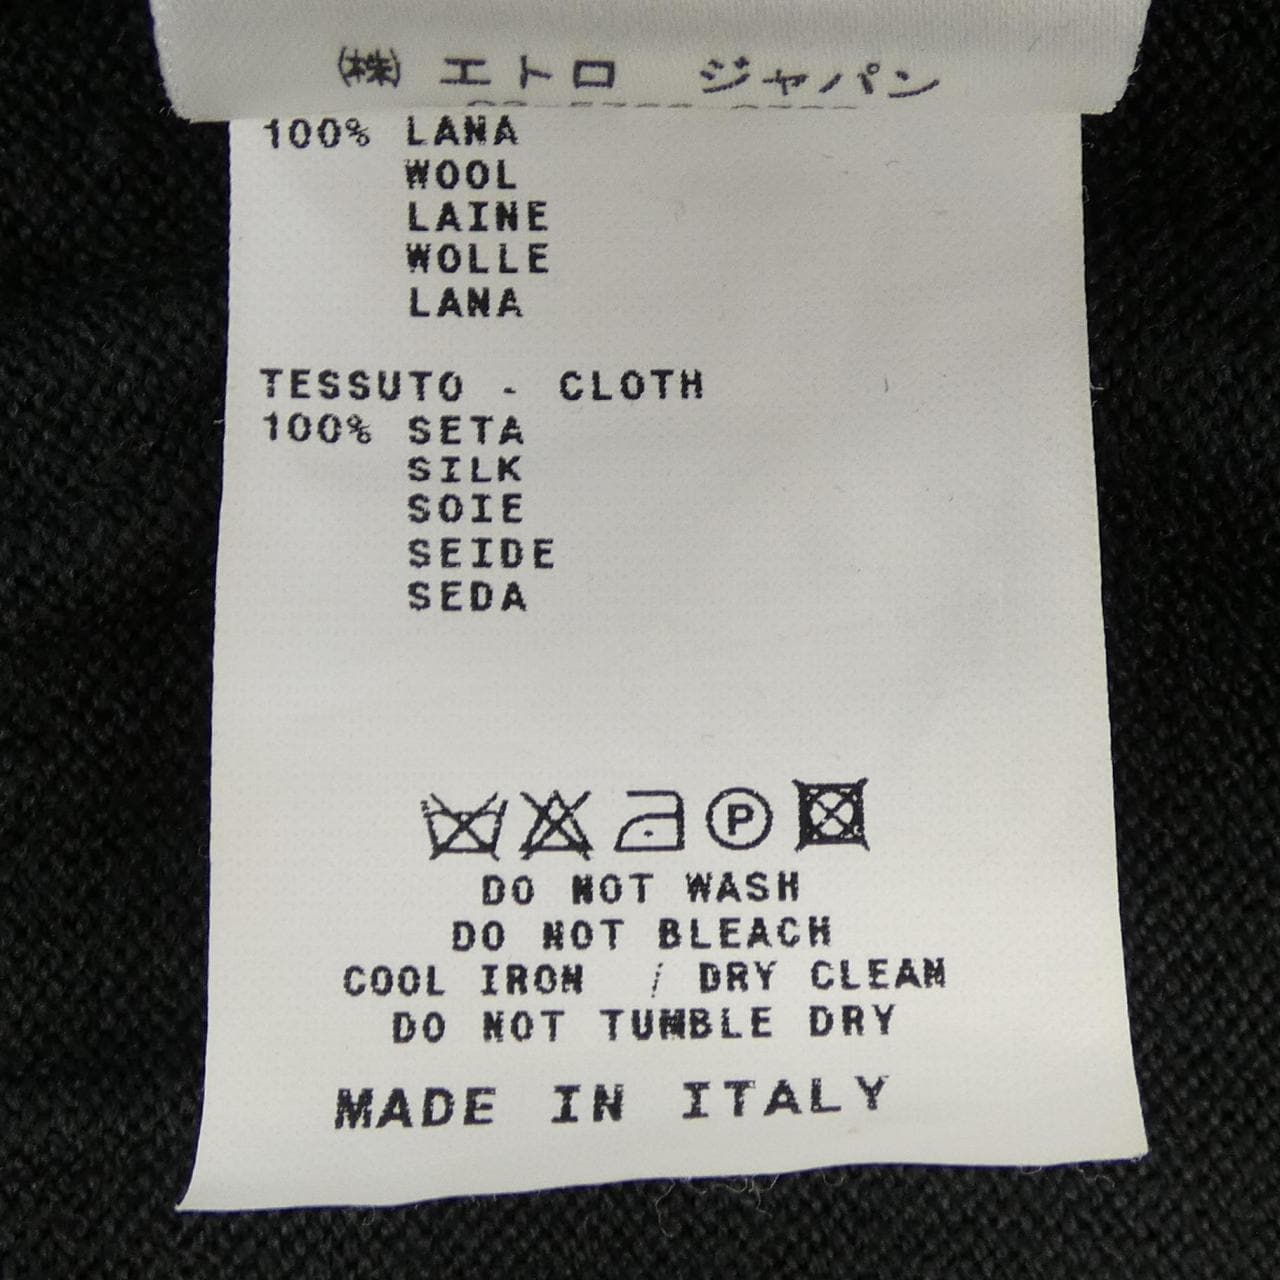 (株) エトロ ジャパン
100% LANA
WOOL
LAINE
WOLLE
LANA
TESSUTO - CLOTH
100% SETA
SILK
SOIE
SEIDE
SEDA
P
DO NOT WASH
DO NOT BLEACH
COOL IRON / DRY CLEAN
DO NOT TUMBLE DRY
MADE IN ITALY